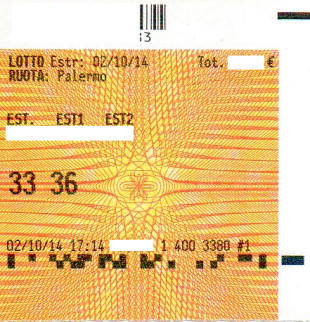 13
LOTTO Estr: 02/10/14 Tot. €
RUOTA: Palermo
EST. EST1 EST2
33 36
02/10/14 17:14 1 400 3380 #1